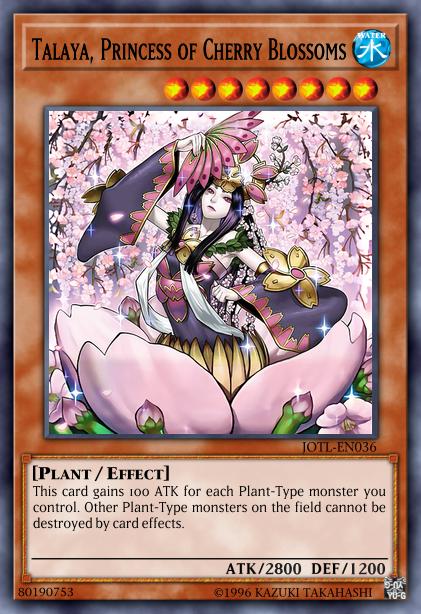 Talaya, Princess of Cherry Blossoms
WATER
水
JOTL-EN036
[Plant / Effect]
This card gains 100 ATK for each Plant-Type monster you
control. Other Plant-Type monsters on the field cannot be
destroyed by card effects.
ATK/2800 DEF/1200
80190753
©1996 KAZUKI TAKAHASHI